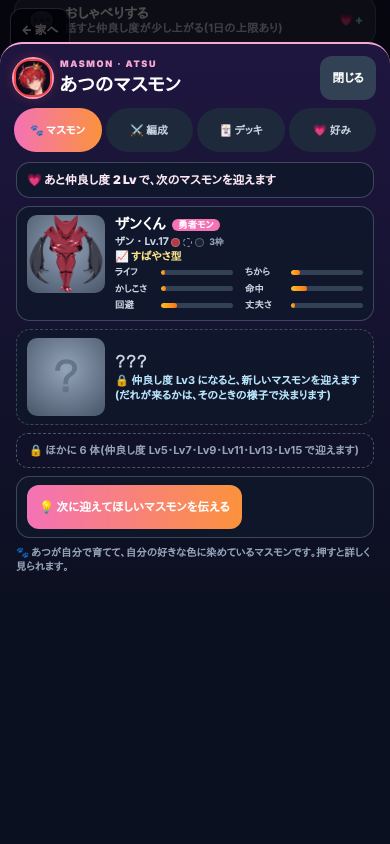 おしゃべりする
← 家へ
話すと仲良し度が少し上がる(1日の上限あり)
+
MASMON · ATSU
あつのマスモン
閉じる
マスモン
編成
デッキ
好み
あと仲良し度 2 Lv で、次のマスモンを迎えます
ザンくん 勇者モン
ザン · Lv.17 3枠
すばやさ型
ライフ ちから
かしこさ 命中
回避 丈夫さ
?
???
仲良し度 Lv3 になると、新しいマスモンを迎えます
(だれが来るかは、そのときの様子で決まります)
ほかに 6 体(仲良し度 Lv5·Lv7·Lv9·Lv11·Lv13·Lv15 で迎えます)
次に迎えてほしいマスモンを伝える
あつが自分で育てて、自分の好きな色に染めているマスモンです。押すと詳しく
見られます。